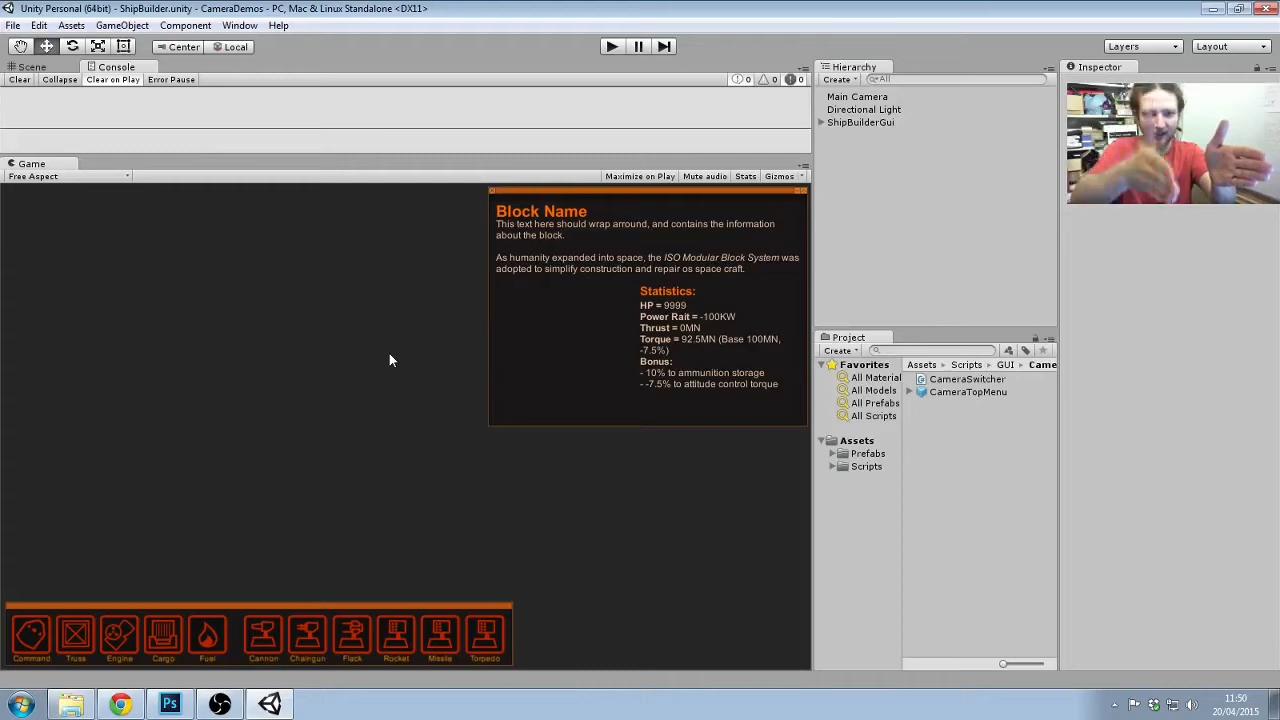 Unity Personal (64bit) - ShipBuilder.unity - CameraDemos - PC, Mac & Linux Standalone <DX11>
File Edit Assets GameObject Component Window Help
Center Local Layers Layout
Scene Console
Clear Collapse Clear on Play Error Pause 0 0 0
Game
Free Aspect Maximize on Play Mute audio Stats Gizmos
Block Name
This text here should wrap arround, and contains the information
about the block.
As humanity expanded into space, the ISO Modular Block System was
adopted to simplify construction and repair os space craft.
Statistics:
HP = 9999
Power Rait = -100KW
Thrust = 0MN
Torque = 92.5MN (Base 100MN,
-7.5%)
Bonus:
- 10% to ammunition storage
- -7.5% to attitude control torque
Command Truss Engine Cargo Fuel Cannon Chaingun Flack Rocket Missile Torpedo
Hierarchy
Create All
Main Camera
Directional Light
ShipBuilderGui
Project
Create
Favorites
All Material
All Models
All Prefabs
All Scripts
Assets
Prefabs
Scripts
Assets Scripts GUI Came
CameraSwitcher
CameraTopMenu
Inspector
Ps
11:50
20/04/2015